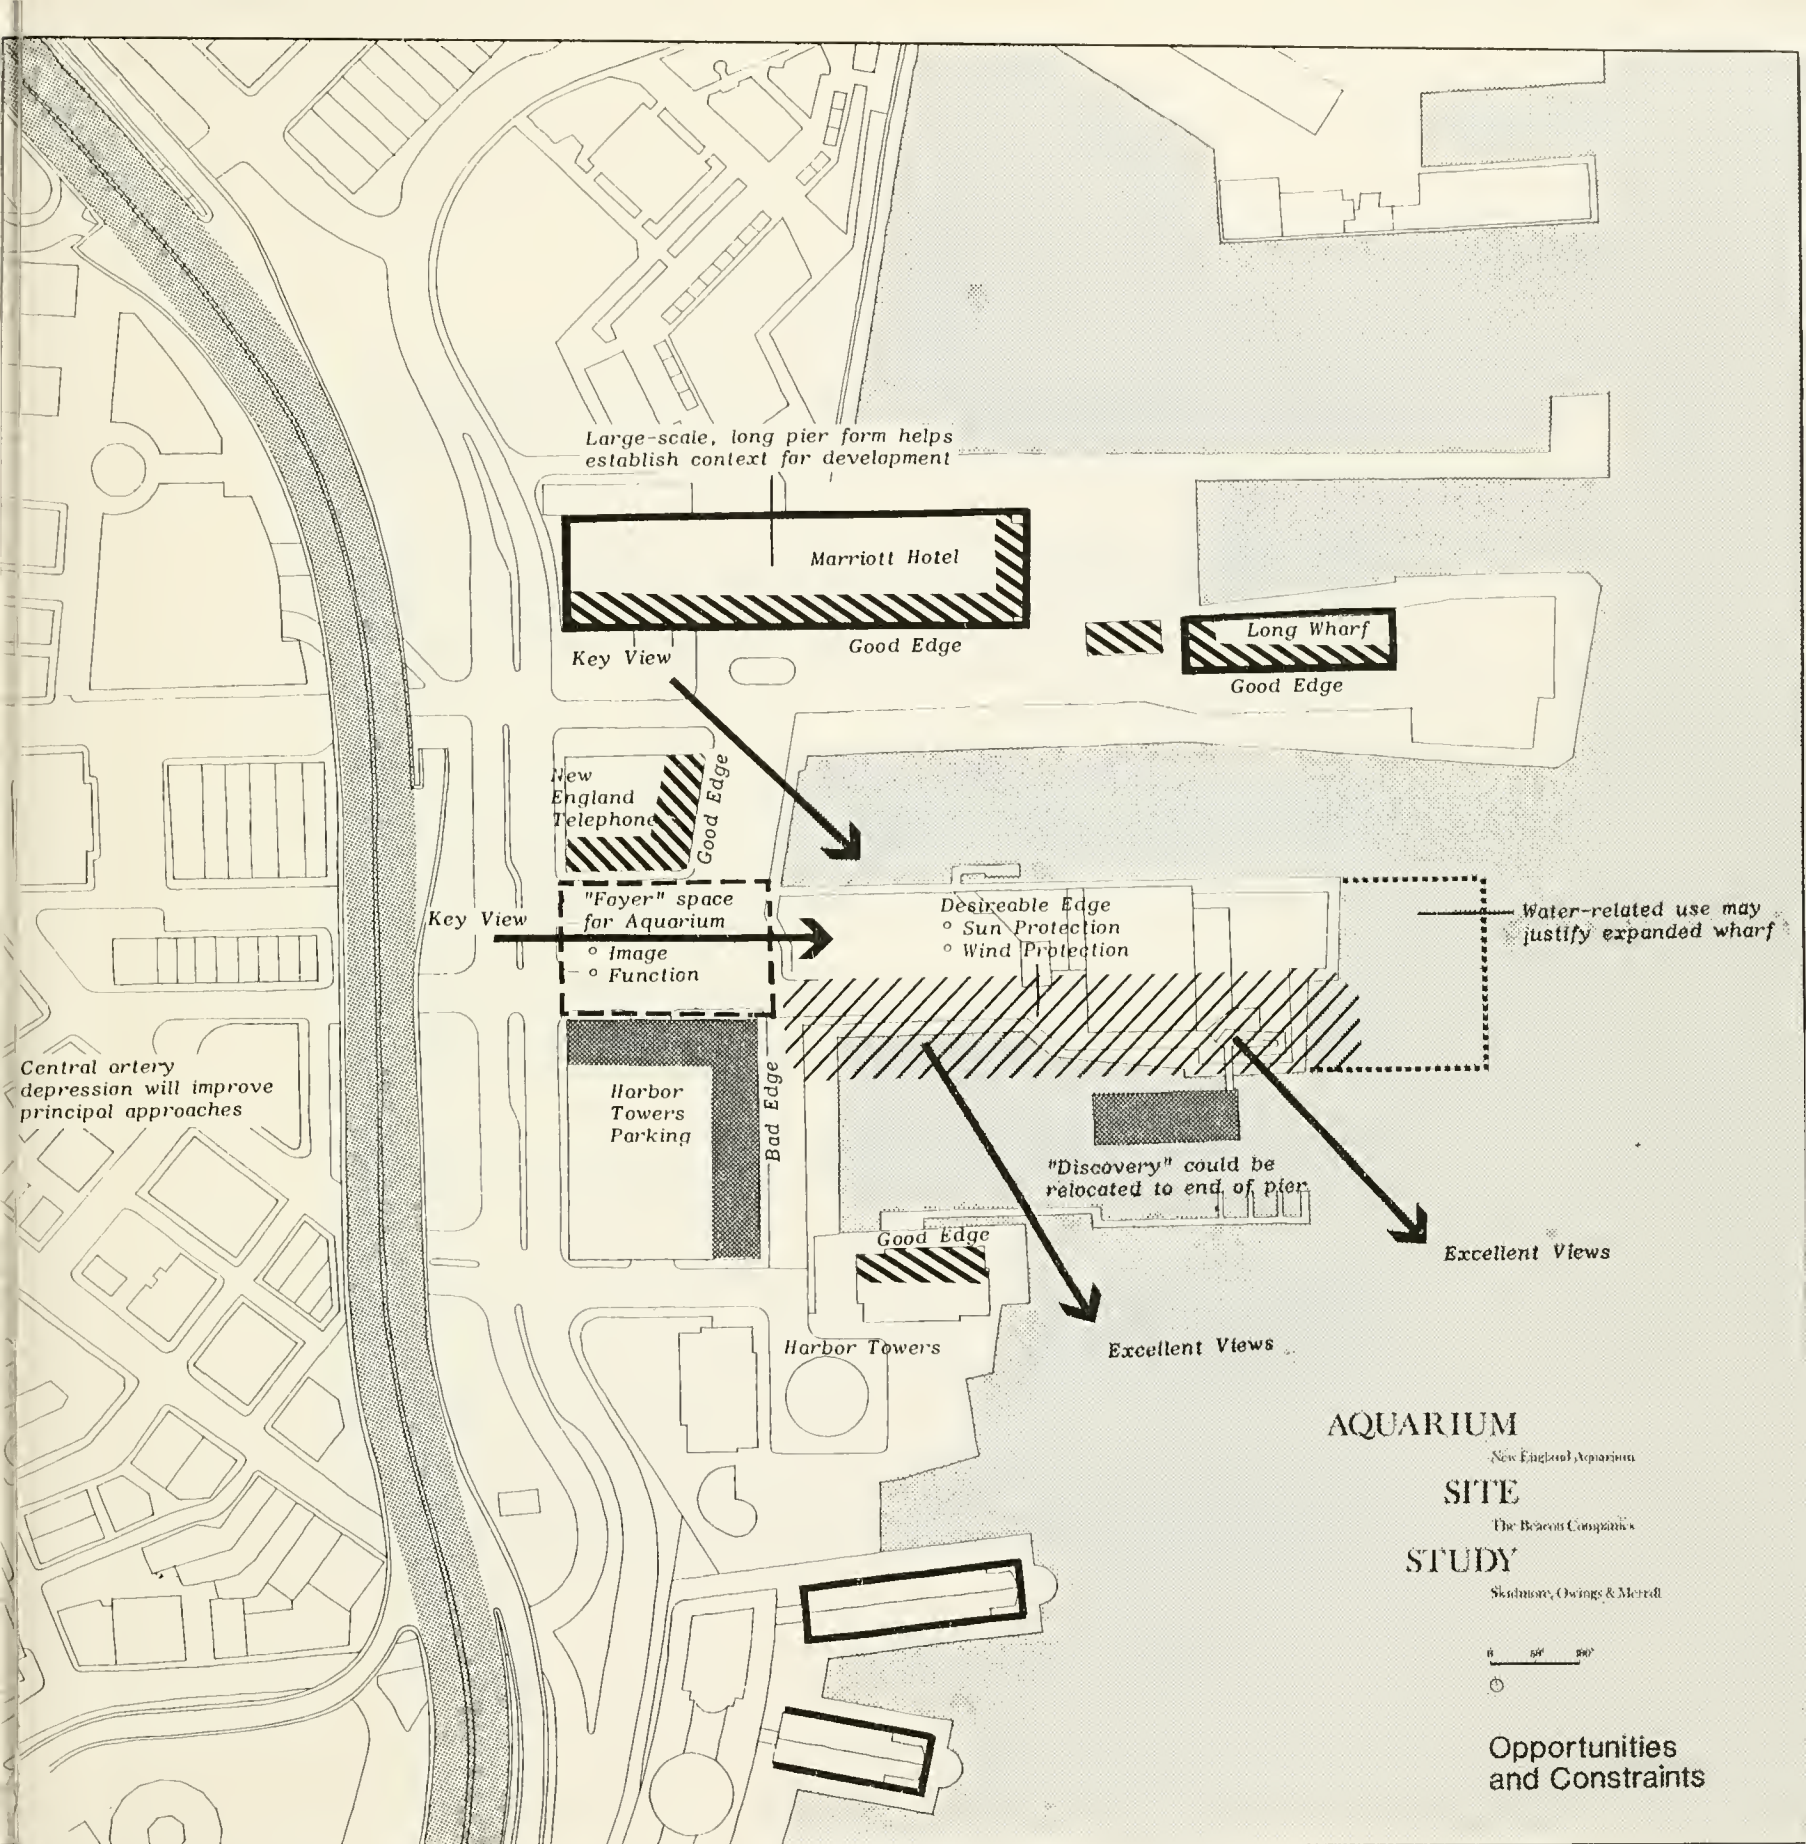 Large-scale, long pier form helps
establish context for development
Marriott Hotel
Good Edge
Key View
Long Wharf
Good Edge
New
England
Telephone
Good Edge
Key View
"Foyer" space
for Aquarium
° Image
° Function
Desireable Edge
° Sun Protection
° Wind Protection
Water-related use may
justify expanded wharf
Central artery
depression will improve
principal approaches
Harbor
Towers
Parking
Bad Edge
"Discovery" could be
relocated to end of pier
Good Edge
Excellent Views
Harbor Towers
Excellent Views
AQUARIUM
New England Aquarium
SITE
The Beacon Companies
STUDY
Skidmore, Owings & Merrill
0 50' 100'
Opportunities
and Constraints